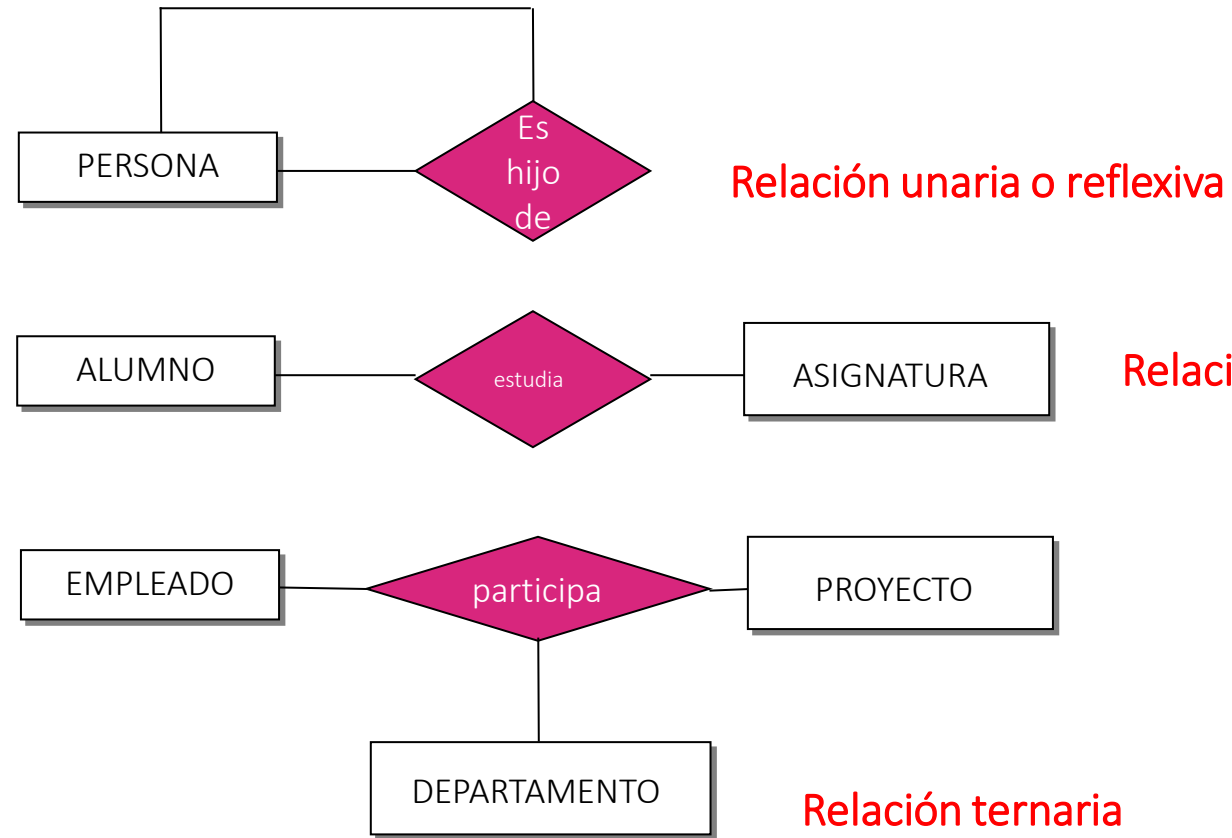 Es
hijo
de
PERSONA
Relación unaria o reflexiva
ALUMNO
estudia
ASIGNATURA
Relaci
EMPLEADO
participa
PROYECTO
DEPARTAMENTO
Relación ternaria